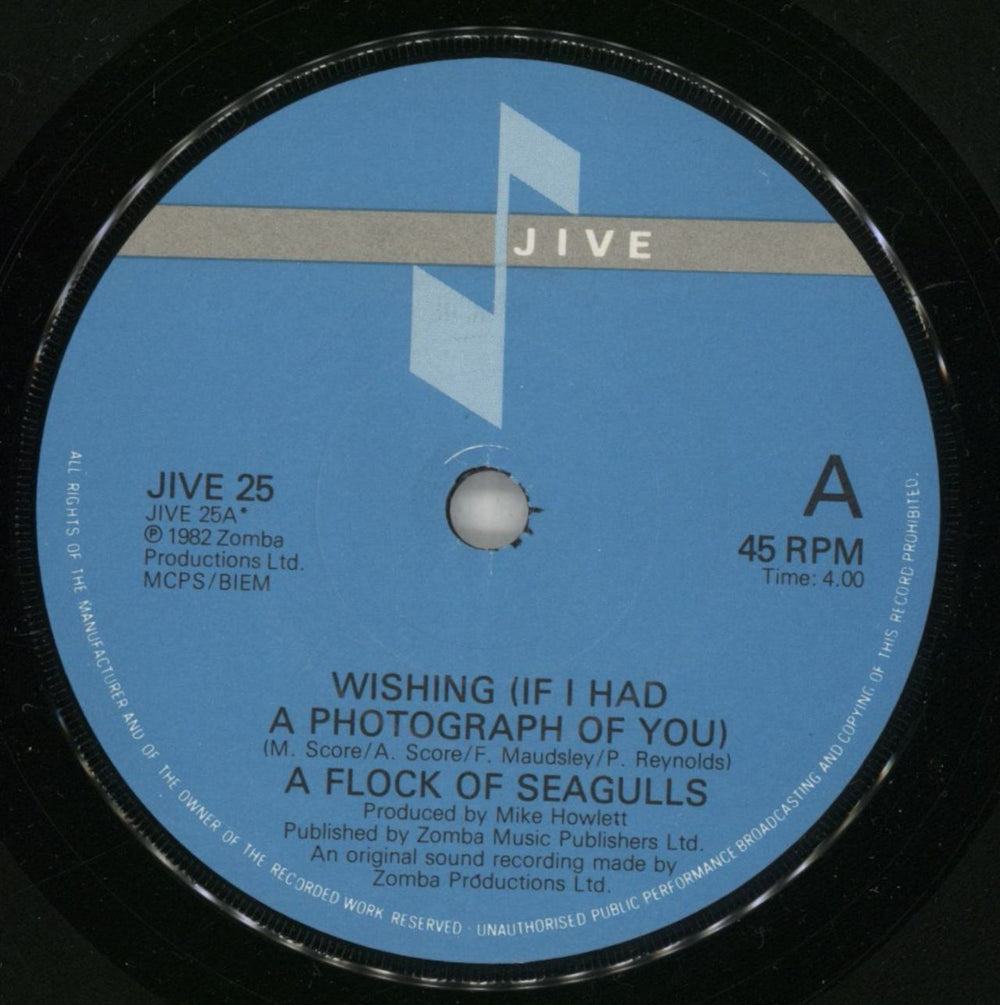 JIVE
JIVE 25
JIVE 25A*
Ⓟ 1982 Zomba
Productions Ltd.
MCPS/BIEM
A
45 RPM
Time: 4.00
WISHING (IF I HAD
A PHOTOGRAPH OF YOU)
(M. Score/A. Score/F. Maudsley/P. Reynolds)
A FLOCK OF SEAGULLS
Produced by Mike Howlett
Published by Zomba Music Publishers Ltd.
An original sound recording made by
Zomba Productions Ltd.
ALL RIGHTS OF THE MANUFACTURER AND OF THE OWNER OF THE RECORDED WORK RESERVED · UNAUTHORISED PUBLIC PERFORMANCE BROADCASTING AND COPYING OF THIS RECORD PROHIBITED.